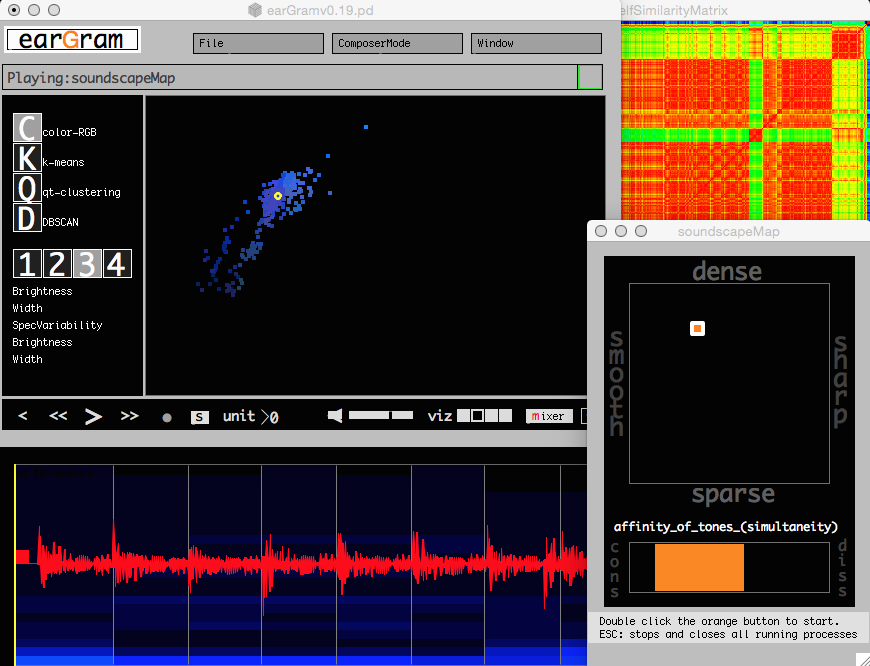 earGramv0.19.pd
elfSimilarityMatrix
earGram
File
ComposerMode
Window
Playing:soundscapeMap
C color-RGB
K k-means
Q qt-clustering
D DBSCAN
1 2 3 4
Brightness
Width
SpecVariability
Brightness
Width
< << > >> S unit >0 viz mixer
soundscapeMap
dense
smooth
sharp
sparse
affinity_of_tones_(simultaneity)
cons
diss
Double click the orange button to start.
ESC: stops and closes all running processes